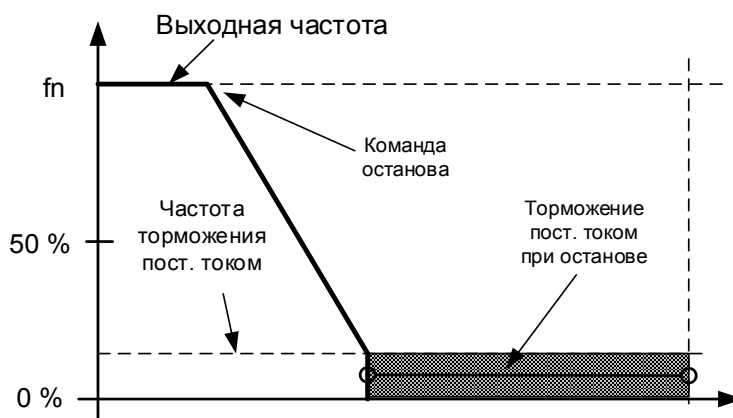 Выходная частота
fn
Команда
останова
Частота
торможения
пост. током
Торможение
пост. током
при останове
50 %
0 %